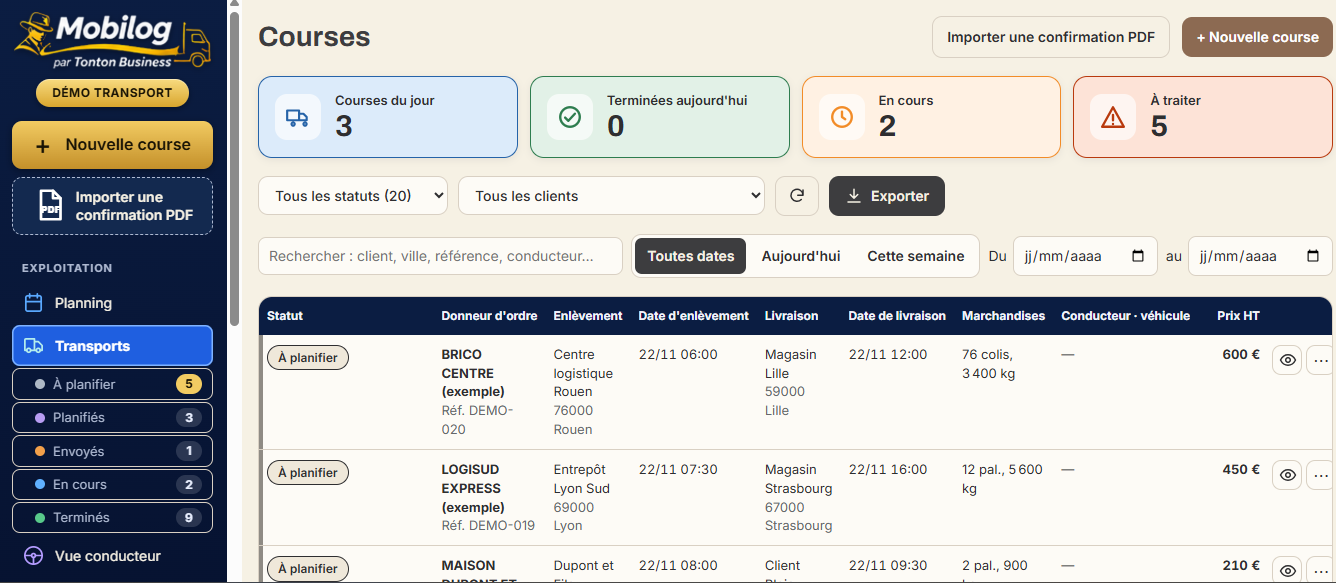 Mobilog
par Tonton Business
DÉMO TRANSPORT
+ Nouvelle course
PDF
Importer une
confirmation PDF
EXPLOITATION
Planning
Transports
À planifier 5
Planifiés 3
Envoyés 1
En cours 2
Terminés 9
Vue conducteur
Courses
Importer une confirmation PDF
+ Nouvelle course
Courses du jour
3
Terminées aujourd'hui
0
En cours
2
À traiter
5
Tous les statuts (20)
Tous les clients
Exporter
Rechercher : client, ville, référence, conducteur...
Toutes dates
Aujourd'hui
Cette semaine
Du
jj/mm/aaaa
au
jj/mm/aaaa
Statut Donneur d'ordre Enlèvement Date d'enlèvement Livraison Date de livraison Marchandises Conducteur · véhicule Prix HT
À planifier
BRICO
CENTRE
(exemple)
Réf. DEMO-
020
Centre
logistique
Rouen
76000
Rouen
22/11 06:00
Magasin
Lille
59000
Lille
22/11 12:00
76 colis,
3 400 kg
—
600 €
...
À planifier
LOGISUD
EXPRESS
(exemple)
Réf. DEMO-019
Entrepôt
Lyon Sud
69000
Lyon
22/11 07:30
Magasin
Strasbourg
67000
Strasbourg
22/11 16:00
12 pal., 5 600
kg
—
450 €
...
À planifier
MAISON
Dupont et
22/11 08:00
Client
22/11 09:30
2 pal., 900
—
210 €
...